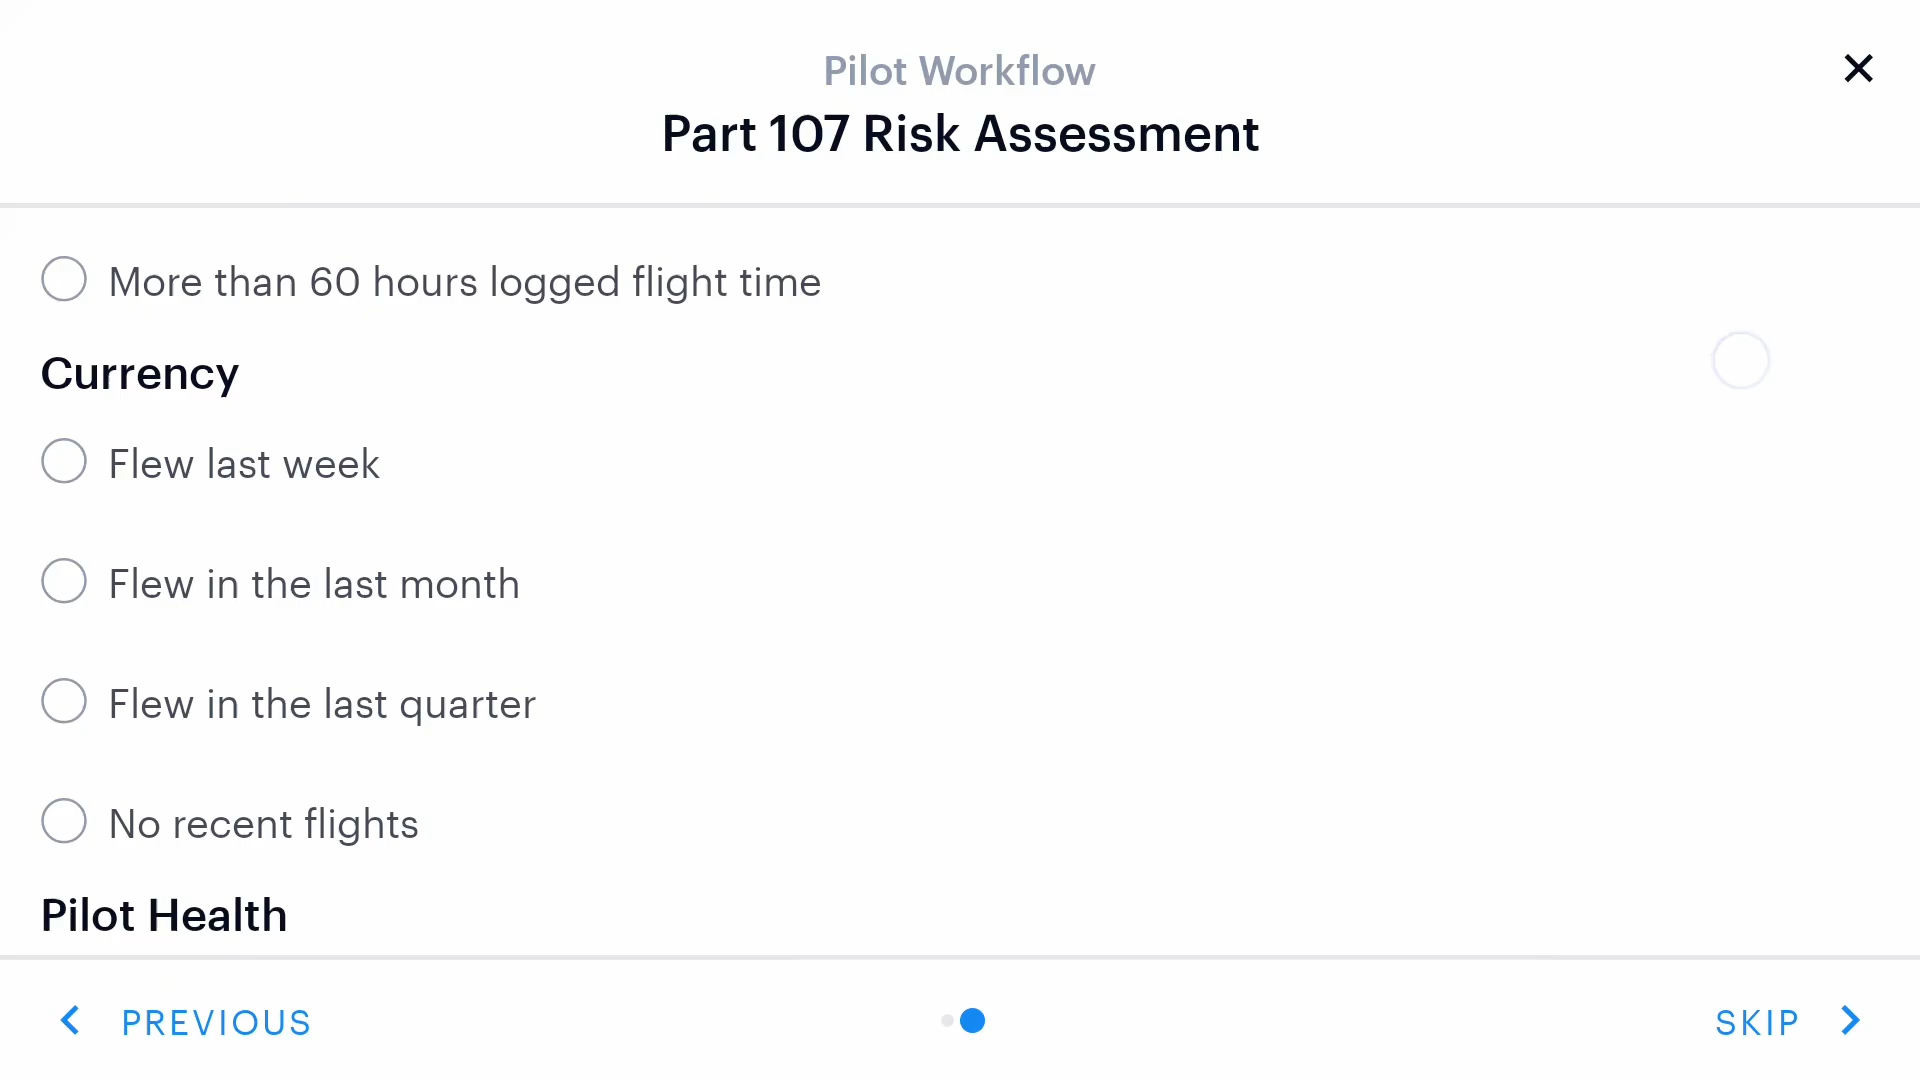 Pilot Workflow
Part 107 Risk Assessment
More than 60 hours logged flight time
Currency
Flew last week
Flew in the last month
Flew in the last quarter
No recent flights
Pilot Health
PREVIOUS
SKIP